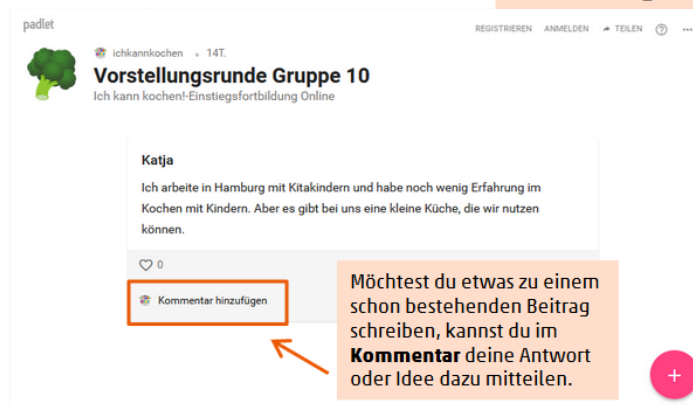 padlet
REGISTRIEREN ANMELDEN TEILEN
ichkannkochen • 14T.
Vorstellungsrunde Gruppe 10
Ich kann kochen!-Einstiegsfortbildung Online
Katja
Ich arbeite in Hamburg mit Kitakindern und habe noch wenig Erfahrung im
Kochen mit Kindern. Aber es gibt bei uns eine kleine Küche, die wir nutzen
können.
0
Kommentar hinzufügen
Möchtest du etwas zu einem
schon bestehenden Beitrag
schreiben, kannst du im
Kommentar deine Antwort
oder Idee dazu mitteilen.